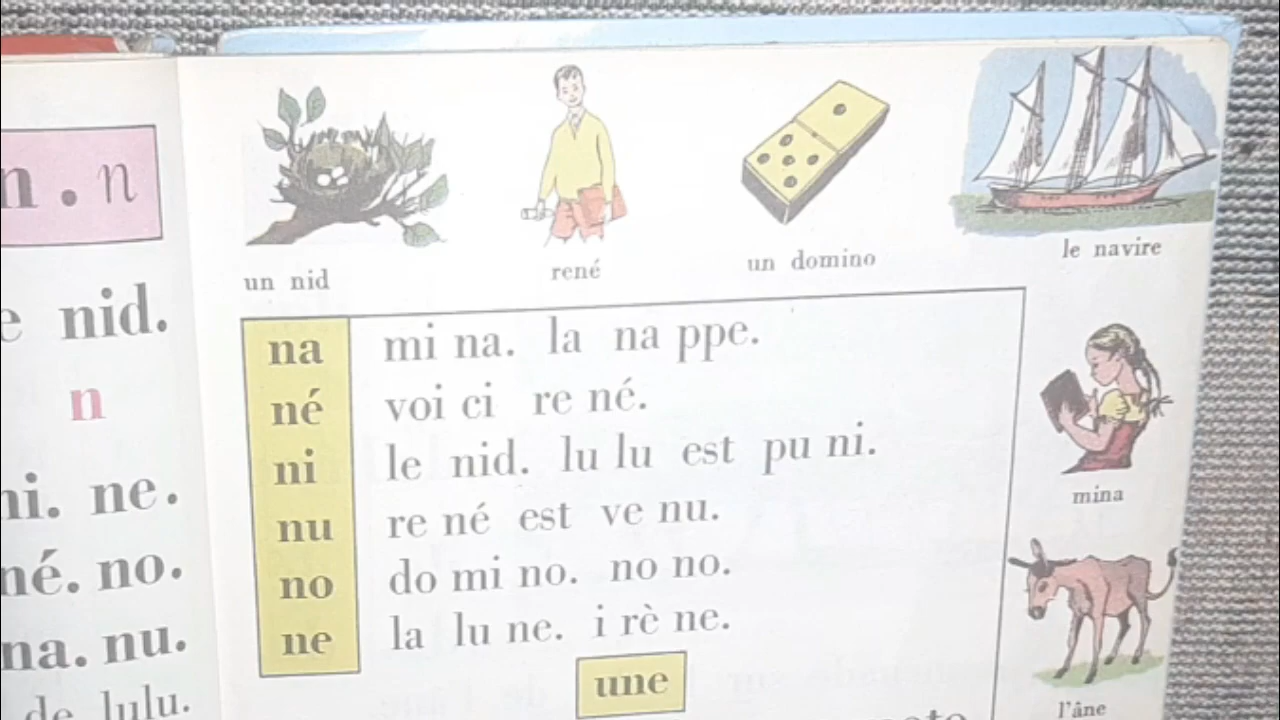 n . n
e nid.
n
ni. ne.
né. no.
na. nu.
de lulu.
un nid
rené
un domino
le navire
na mi na. la na ppe.
né voi ci re né.
ni le nid. lu lu est pu ni.
nu re né est ve nu.
no do mi no. no no.
ne la lu ne. i rè ne.
une
mina
l'âne